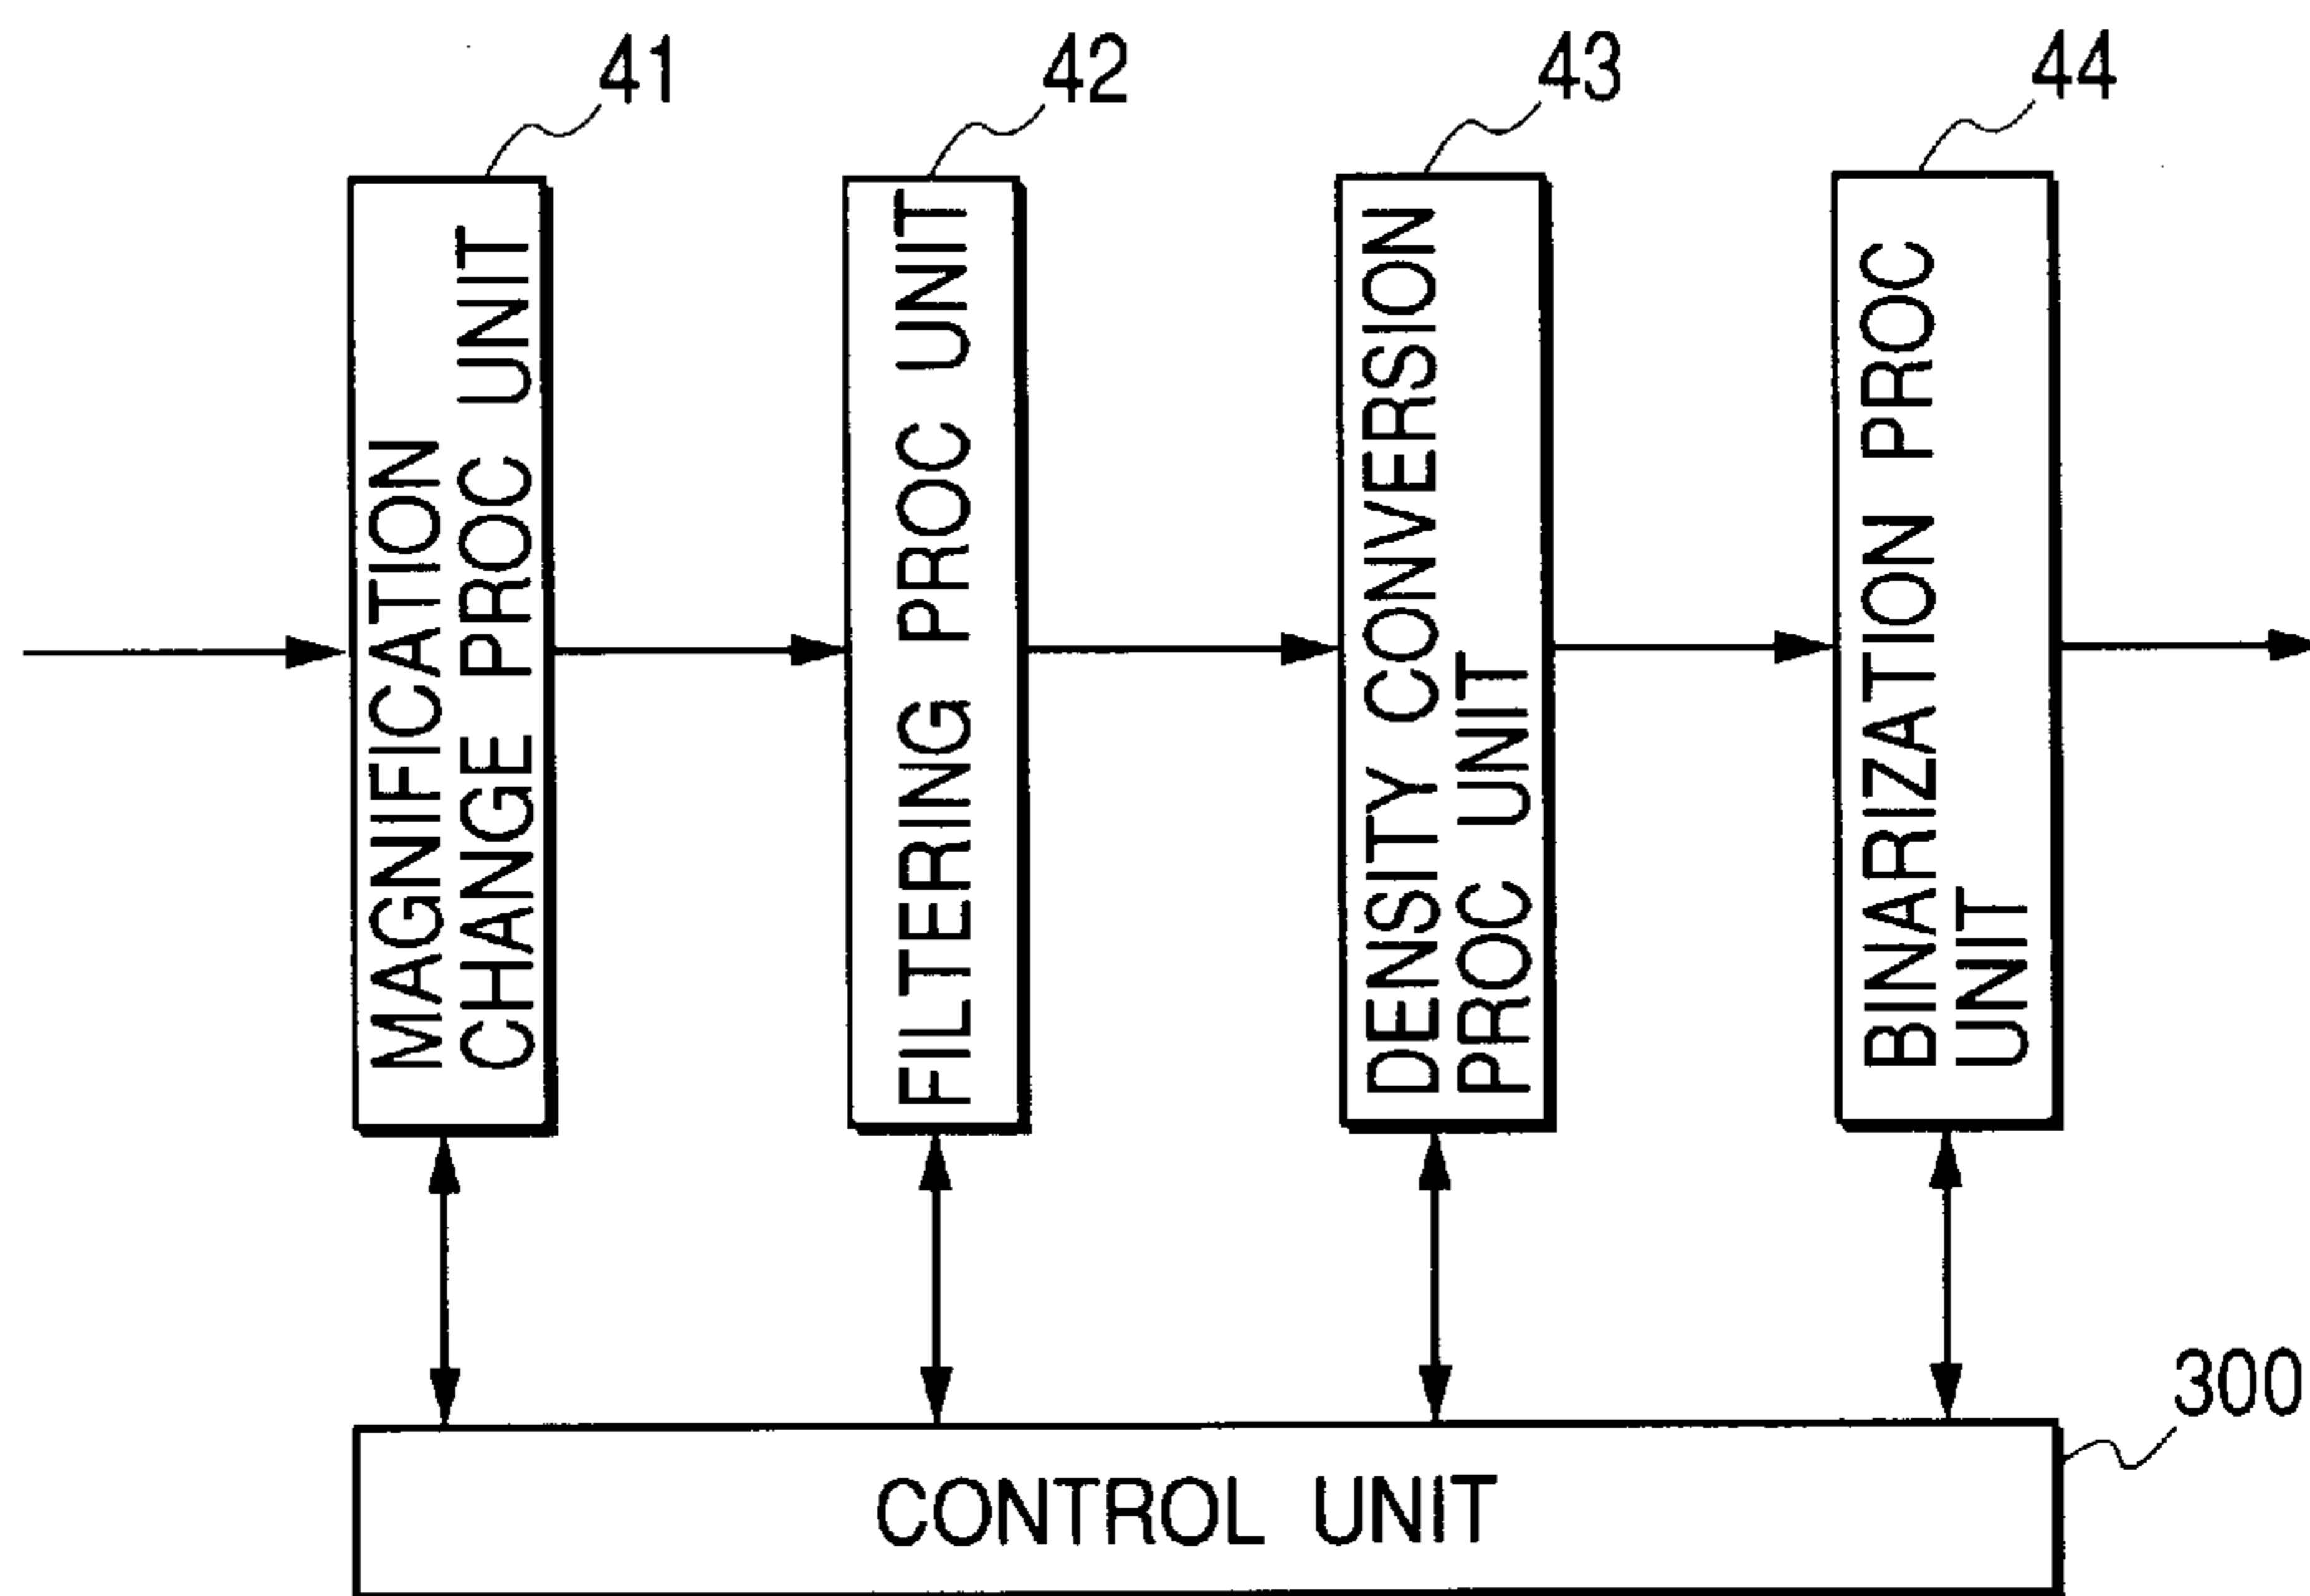 41
42
43
44
MAGNIFICATION
CHANGE PROC UNIT
FILTERING PROC UNIT
DENSITY CONVERSION
PROC UNIT
BINARIZATION PROC
UNIT
300
CONTROL UNIT